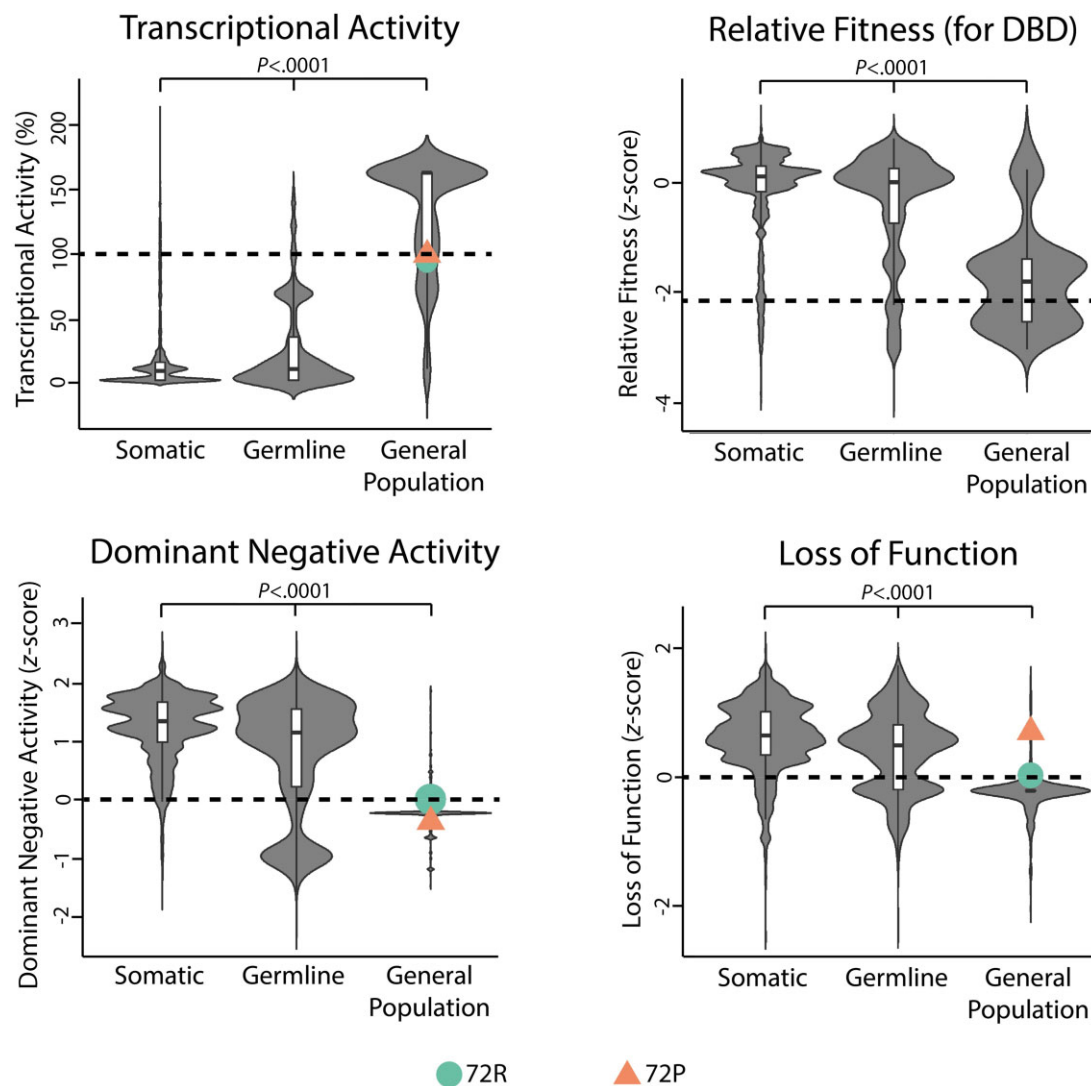 Transcriptional Activity
P<.0001
Transcriptional Activity (%)
200
150
100
50
0
Somatic
Germline
General
Population
Relative Fitness (for DBD)
P<.0001
Relative Fitness (z-score)
0
-2
-4
Somatic
Germline
General
Population
Dominant Negative Activity
P<.0001
Dominant Negative Activity (z-score)
3
2
1
0
-1
-2
Somatic
Germline
General
Population
Loss of Function
P<.0001
Loss of Function (z-score)
2
0
-2
Somatic
Germline
General
Population
72R
72P